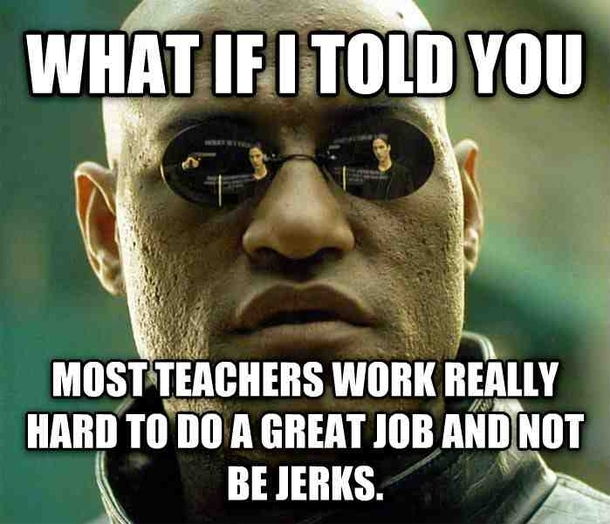 WHAT IF I TOLD YOU
MOST TEACHERS WORK REALLY
HARD TO DO A GREAT JOB AND NOT
BE JERKS.